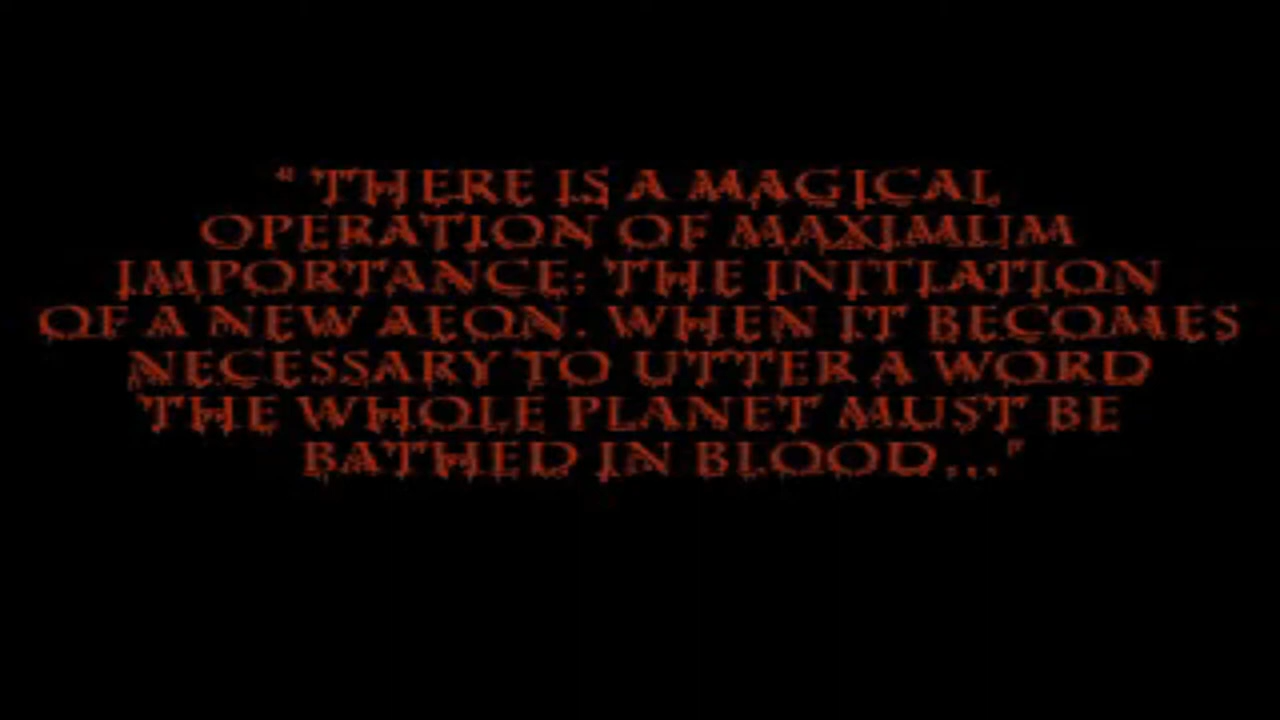 " THERE IS A MAGICAL
OPERATION OF MAXIMUM
IMPORTANCE: THE INITIATION
OF A NEW AEON. WHEN IT BECOMES
NECESSARY TO UTTER A WORD
THE WHOLE PLANET MUST BE
BATHED IN BLOOD..."